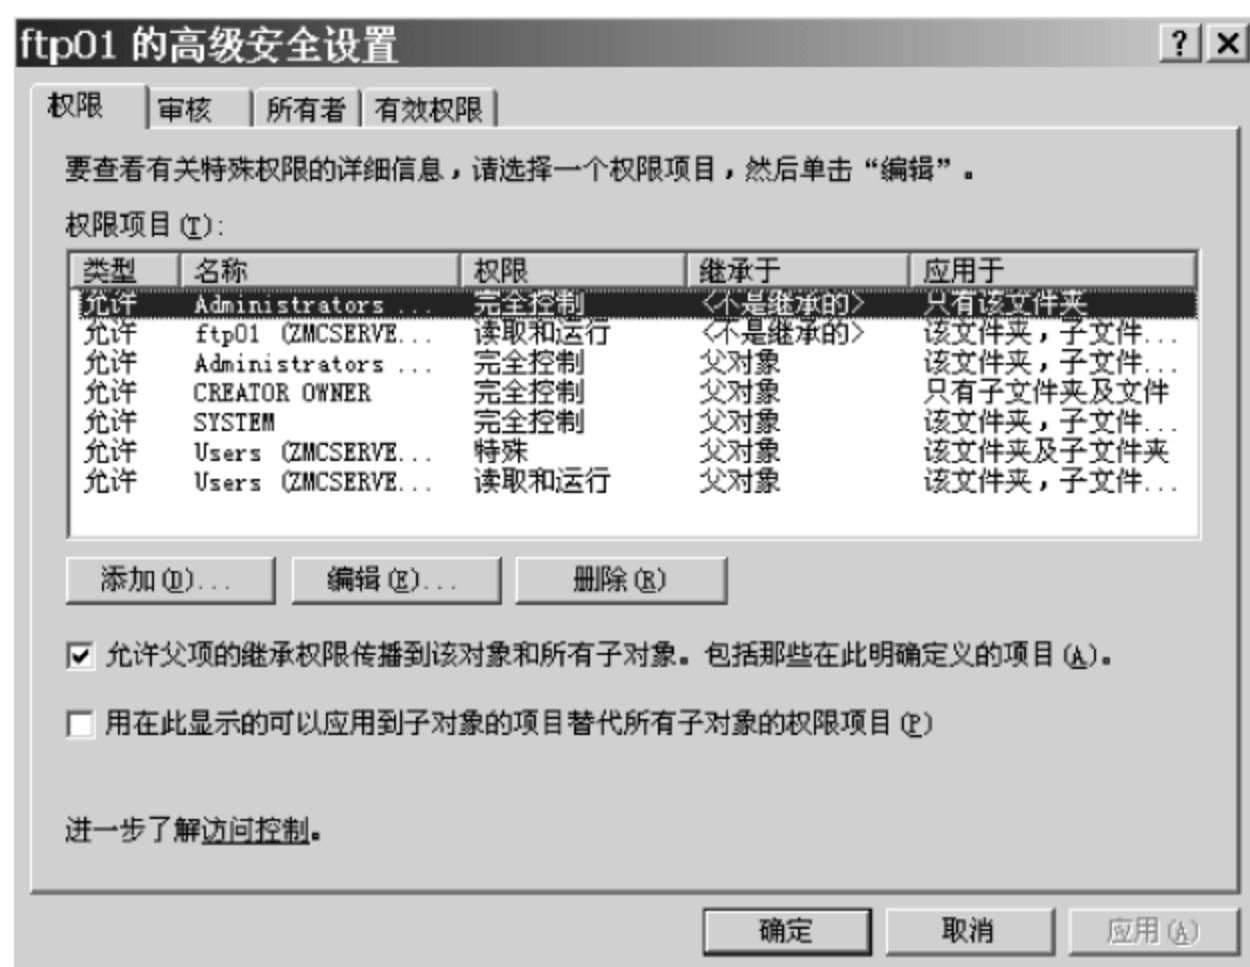 ftp01 的高级安全设置
权限 审核 所有者 有效权限
要查看有关特殊权限的详细信息，请选择一个权限项目，然后单击“编辑”。
权限项目(T):
类型 名称 权限 继承于 应用于
允许 Administrators ... 完全控制 <不是继承的> 只有该文件夹
允许 ftp01 (ZMCSERVE... 读取和运行 <不是继承的> 该文件夹，子文件...
允许 Administrators ... 完全控制 父对象 该文件夹，子文件...
允许 CREATOR OWNER 完全控制 父对象 只有子文件夹及文件
允许 SYSTEM 完全控制 父对象 该文件夹，子文件...
允许 Users (ZMCSERVE... 特殊 父对象 该文件夹及子文件夹
允许 Users (ZMCSERVE... 读取和运行 父对象 该文件夹，子文件...
添加(D)... 编辑(E)... 删除(R)
允许父项的继承权限传播到该对象和所有子对象。包括那些在此明确定义的项目(A)。
用在此显示的可以应用到子对象的项目替代所有子对象的权限项目(P)
进一步了解访问控制。
确定 取消 应用(A)